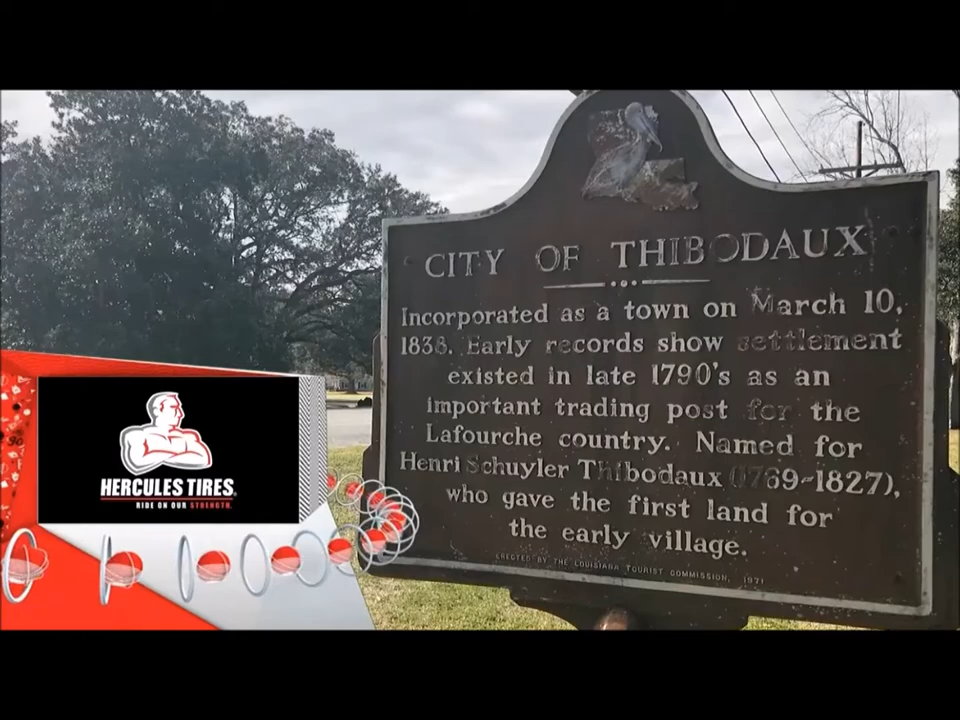 CITY OF THIBODAUX
Incorporated as a town on March 10,
1838. Early records show settlement
existed in late 1790's as an
important trading post for the
Lafourche country. Named for
Henri Schuyler Thibodaux (1769-1827),
who gave the first land for
the early village.
ERECTED BY THE LOUISIANA TOURIST COMMISSION, 1971
HERCULES TIRES
RIDE ON OUR STRENGTH.